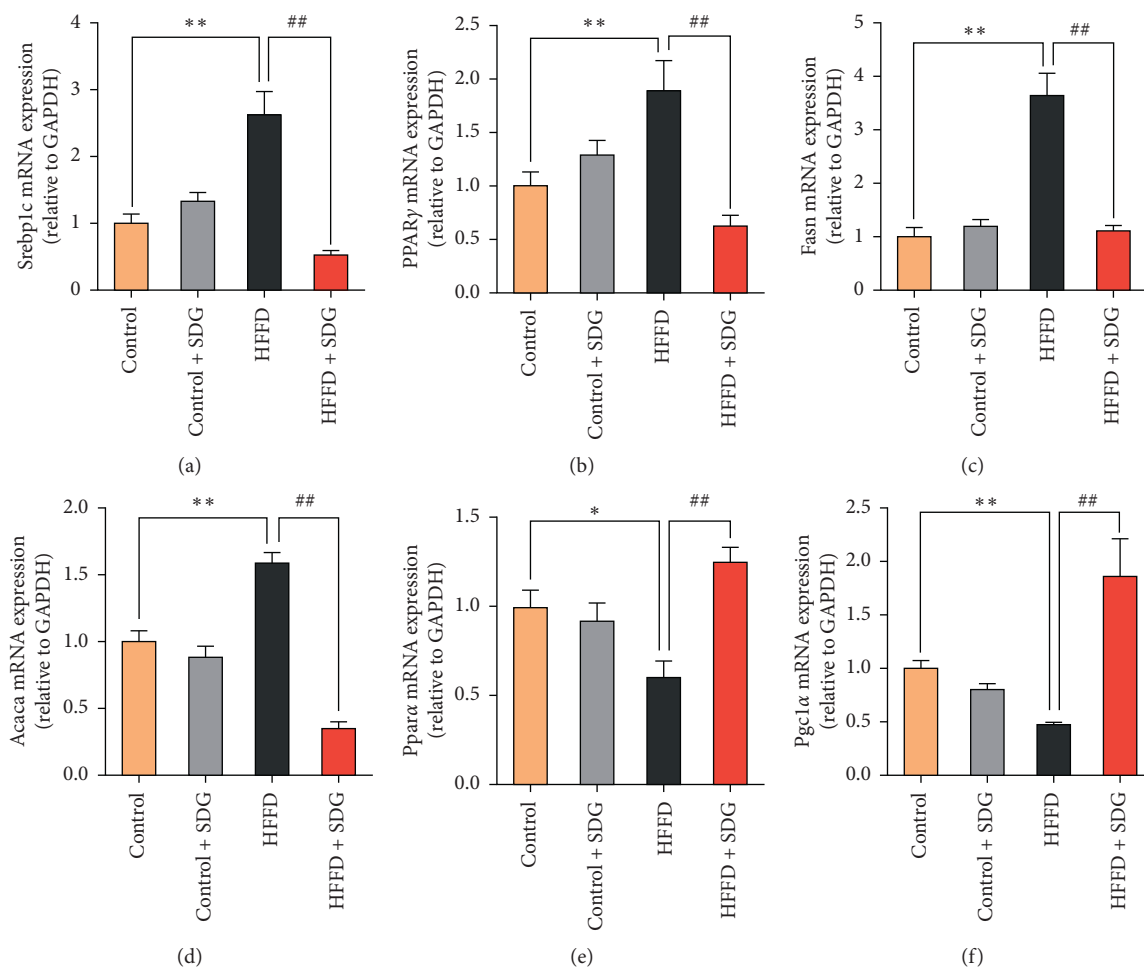 Srebp1c mRNA expression
(relative to GAPDH)
4
3
2
1
0
**
##
Control
Control + SDG
HFFD
HFFD + SDG
(a)
PPARγ mRNA expression
(relative to GAPDH)
2.5
2.0
1.5
1.0
0.5
0.0
**
##
Control
Control + SDG
HFFD
HFFD + SDG
(b)
Fasn mRNA expression
(relative to GAPDH)
5
4
3
2
1
0
**
##
Control
Control + SDG
HFFD
HFFD + SDG
(c)
Acaca mRNA expression
(relative to GAPDH)
2.0
1.5
1.0
0.5
0.0
**
##
Control
Control + SDG
HFFD
HFFD + SDG
(d)
Pparα mRNA expression
(relative to GAPDH)
1.5
1.0
0.5
0.0
*
##
Control
Control + SDG
HFFD
HFFD + SDG
(e)
Pgc1α mRNA expression
(relative to GAPDH)
2.5
2.0
1.5
1.0
0.5
0.0
**
##
Control
Control + SDG
HFFD
HFFD + SDG
(f)